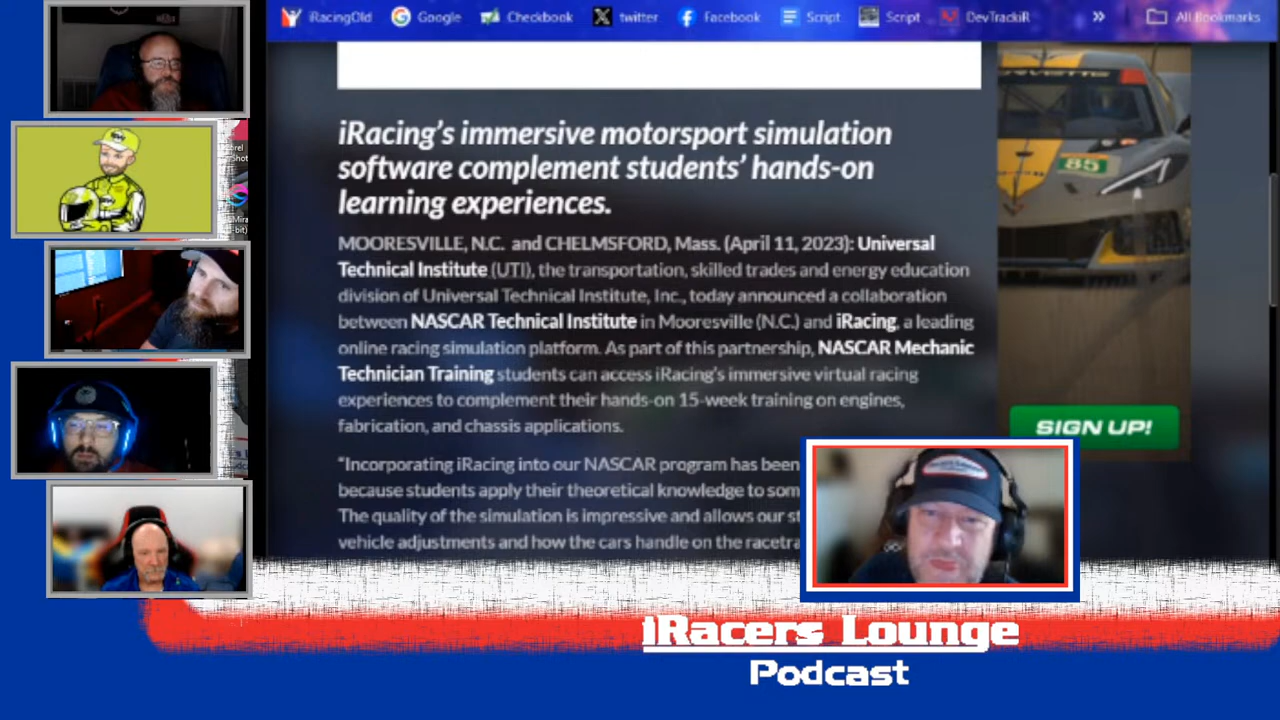 iRacingOld Google Checkbook twitter Facebook Script Script DevTrackiR » All Bookmarks
iRacing's immersive motorsport simulation
software complement students' hands-on
learning experiences.
MOORESVILLE, N.C. and CHELMSFORD, Mass. (April 11, 2023): Universal
Technical Institute (UTI), the transportation, skilled trades and energy education
division of Universal Technical Institute, Inc., today announced a collaboration
between NASCAR Technical Institute in Mooresville (N.C.) and iRacing, a leading
online racing simulation platform. As part of this partnership, NASCAR Mechanic
Technician Training students can access iRacing's immersive virtual racing
experiences to complement their hands-on 15-week training on engines,
fabrication, and chassis applications.
"Incorporating iRacing into our NASCAR program has been
because students apply their theoretical knowledge to som
The quality of the simulation is impressive and allows our st
vehicle adjustments and how the cars handle on the racetra
85
SIGN UP!
iRacers Lounge
Podcast